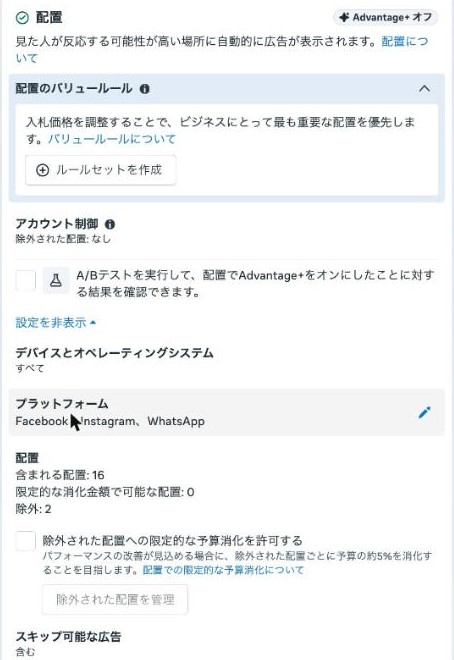 配置
Advantage+ オフ
見た人が反応する可能性が高い場所に自動的に広告が表示されます。配置につ
いて
配置のバリュールール
入札価格を調整することで、ビジネスにとって最も重要な配置を優先しま
す。バリュールールについて
ルールセットを作成
アカウント制御
除外された配置: なし
A/Bテストを実行して、配置でAdvantage+をオンにしたことに対す
る結果を確認できます。
設定を非表示
デバイスとオペレーティングシステム
すべて
プラットフォーム
Facebook、Instagram、WhatsApp
配置
含まれる配置: 16
限定的な消化金額で可能な配置: 0
除外: 2
除外された配置への限定的な予算消化を許可する
パフォーマンスの改善が見込める場合に、除外された配置ごとに予算の約5%を消化す
ることを目指します。配置での限定的な予算消化について
除外された配置を管理
スキップ可能な広告
含む